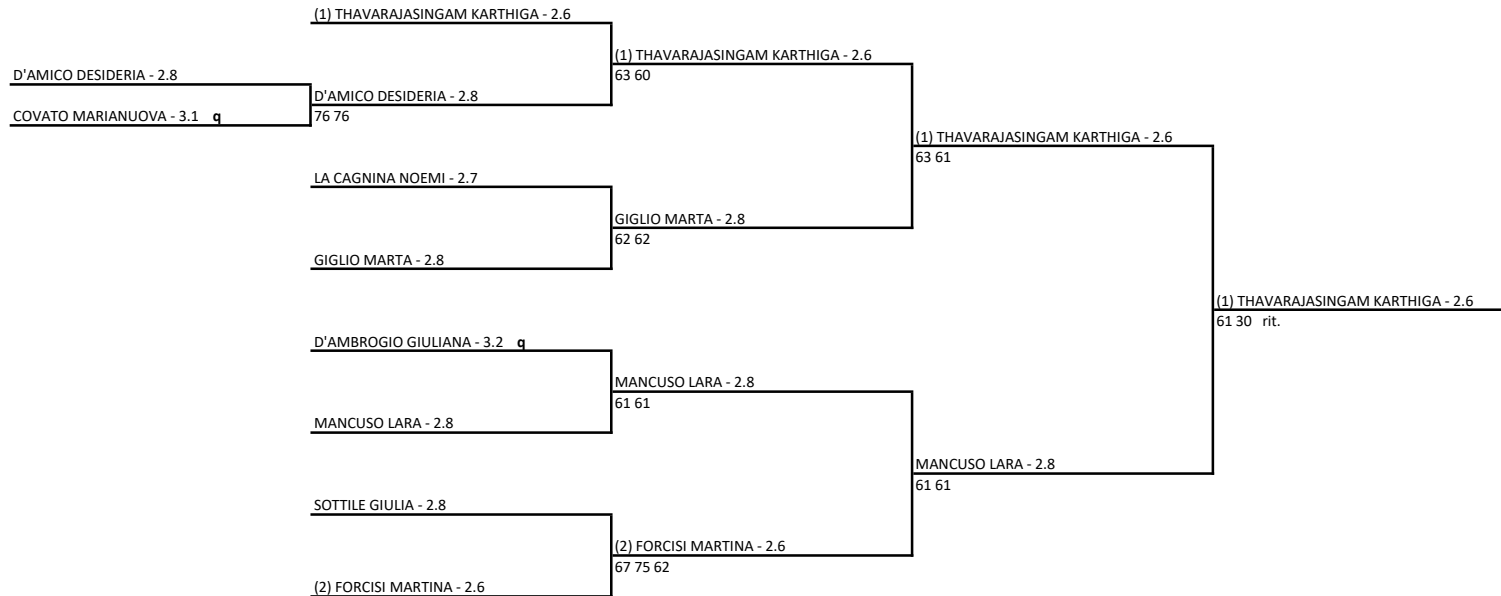 (1) THAVARAJASINGAM KARTHIGA - 2.6
(1) THAVARAJASINGAM KARTHIGA - 2.6
D'AMICO DESIDERIA - 2.8
63 60
D'AMICO DESIDERIA - 2.8
COVATO MARIANUOVA - 3.1 q
76 76
(1) THAVARAJASINGAM KARTHIGA - 2.6
63 61
LA CAGNINA NOEMI - 2.7
GIGLIO MARTA - 2.8
62 62
GIGLIO MARTA - 2.8
(1) THAVARAJASINGAM KARTHIGA - 2.6
61 30 rit.
D'AMBROGIO GIULIANA - 3.2 q
MANCUSO LARA - 2.8
61 61
MANCUSO LARA - 2.8
MANCUSO LARA - 2.8
61 61
SOTTILE GIULIA - 2.8
(2) FORCISI MARTINA - 2.6
67 75 62
(2) FORCISI MARTINA - 2.6